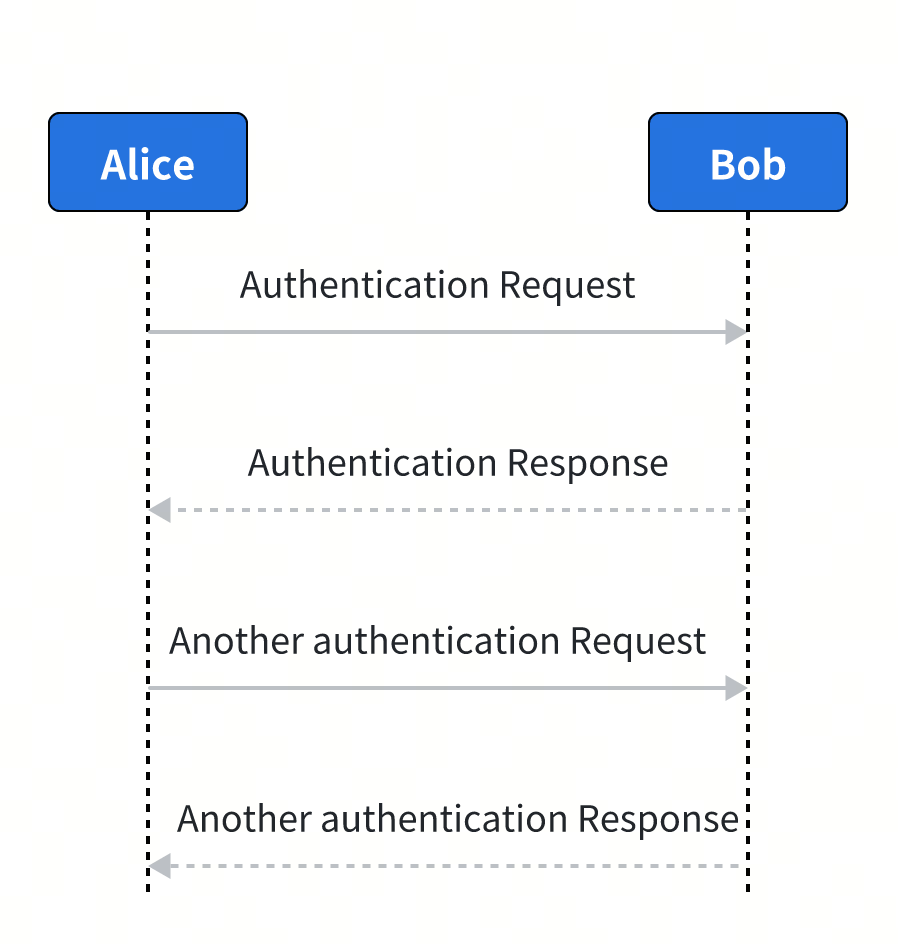 Alice
Bob
Authentication Request
Authentication Response
Another authentication Request
Another authentication Response